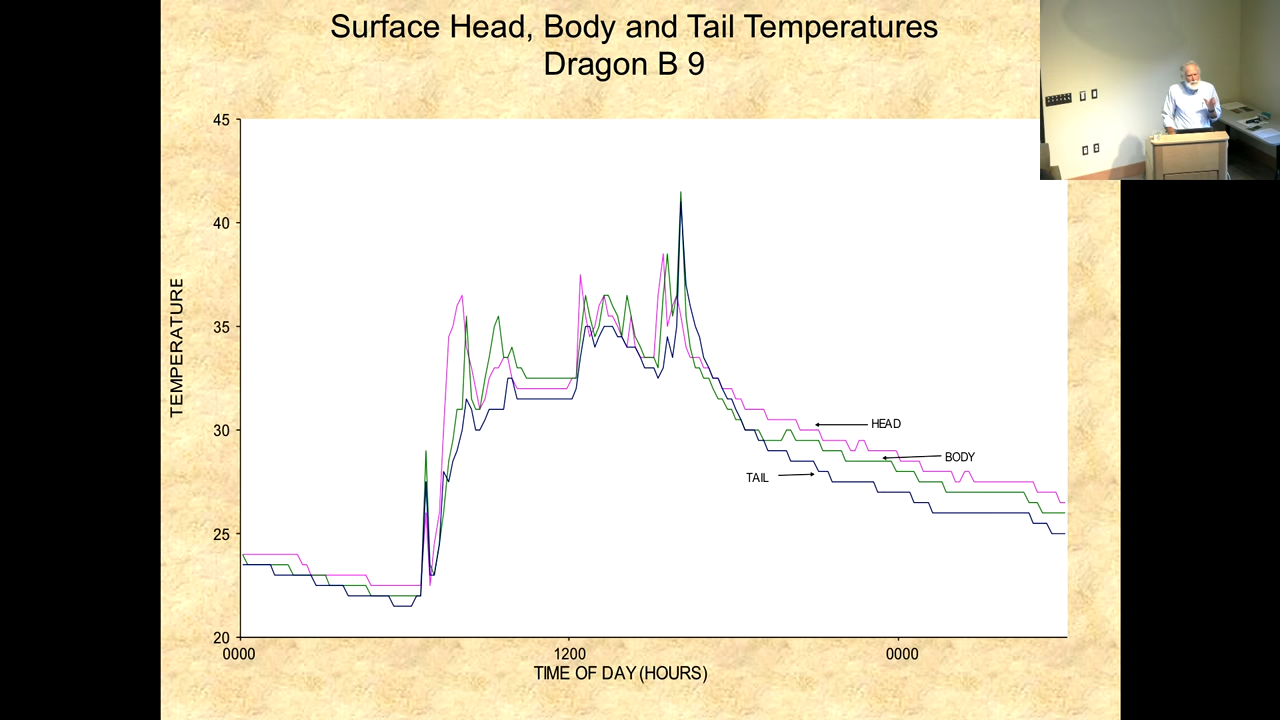 Surface Head, Body and Tail Temperatures
Dragon B 9
45
40
35
30
25
20
TEMPERATURE
HEAD
BODY
TAIL
0000
1200
0000
TIME OF DAY (HOURS)